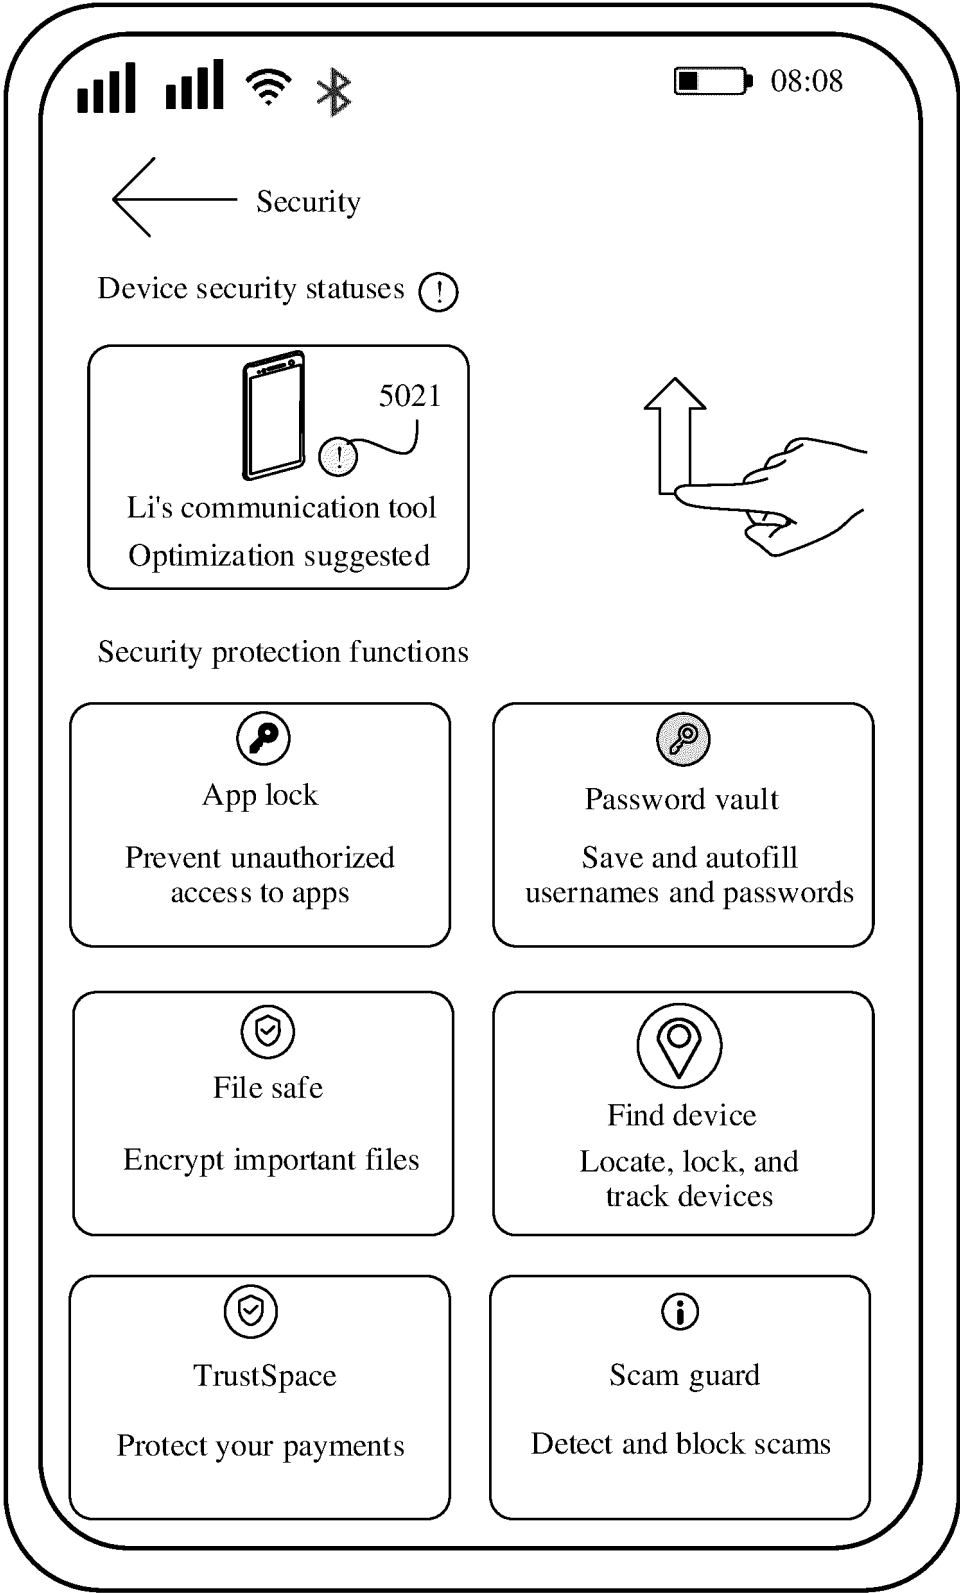 08:08
Security
Device security statuses !
5021
!
Li's communication tool
Optimization suggested
Security protection functions
App lock
Prevent unauthorized
access to apps
Password vault
Save and autofill
usernames and passwords
File safe
Encrypt important files
Find device
Locate, lock, and
track devices
TrustSpace
Protect your payments
Scam guard
Detect and block scams